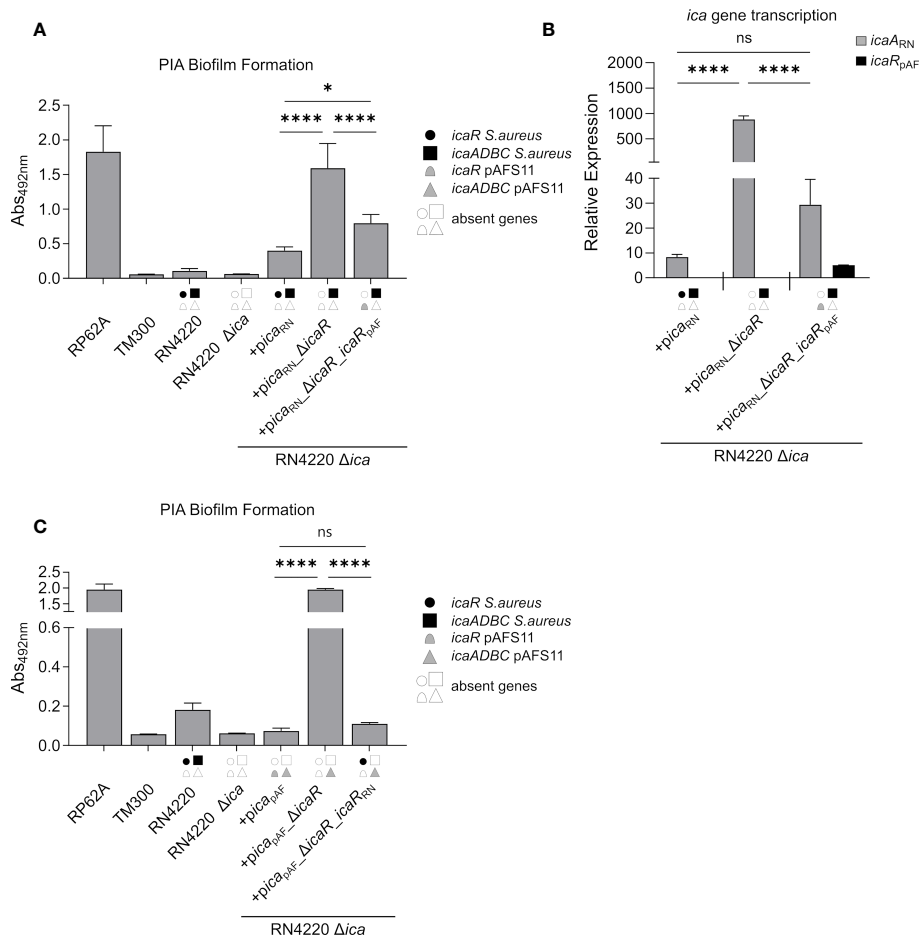 A
PIA Biofilm Formation
*
**** ****
2.5
2.0
1.5
1.0
0.5
0.0
Abs492nm
RP62A
TM300
RN4220
RN4220 Δica
+picaRN
+picaRN_ΔicaR
+picaRN_ΔicaR_icaRpAF
RN4220 Δica
icaR S.aureus
icaADBC S.aureus
icaR pAFS11
icaADBC pAFS11
absent genes
B
ica gene transcription
ns
**** ****
icaARN
icaRpAF
2000
1500
1000
500
40
30
20
10
0
Relative Expression
+picaRN
+picaRN_ΔicaR
+picaRN_ΔicaR_icaRpAF
RN4220 Δica
C
PIA Biofilm Formation
ns
**** ****
2.5
2.0
1.5
0.6
0.4
0.2
0.0
Abs492nm
RP62A
TM300
RN4220
RN4220 Δica
+picapAF
+picapAF_ΔicaR
+picapAF_ΔicaR_icaRRN
RN4220 Δica
icaR S.aureus
icaADBC S.aureus
icaR pAFS11
icaADBC pAFS11
absent genes